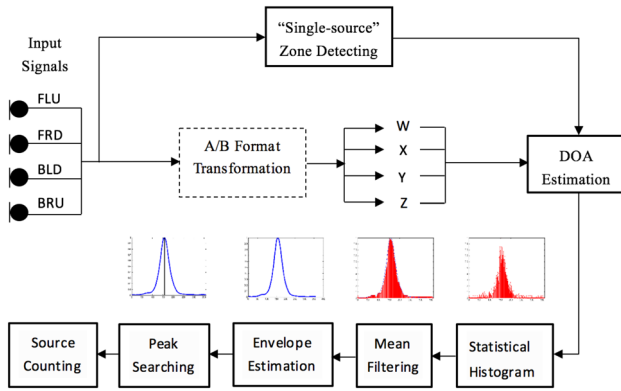 “Single-source”
Zone Detecting
Input
Signals
FLU
FRD
BLD
BRU
A/B Format
Transformation
W
X
Y
Z
DOA
Estimation
Source
Counting
Peak
Searching
Envelope
Estimation
Mean
Filtering
Statistical
Histogram